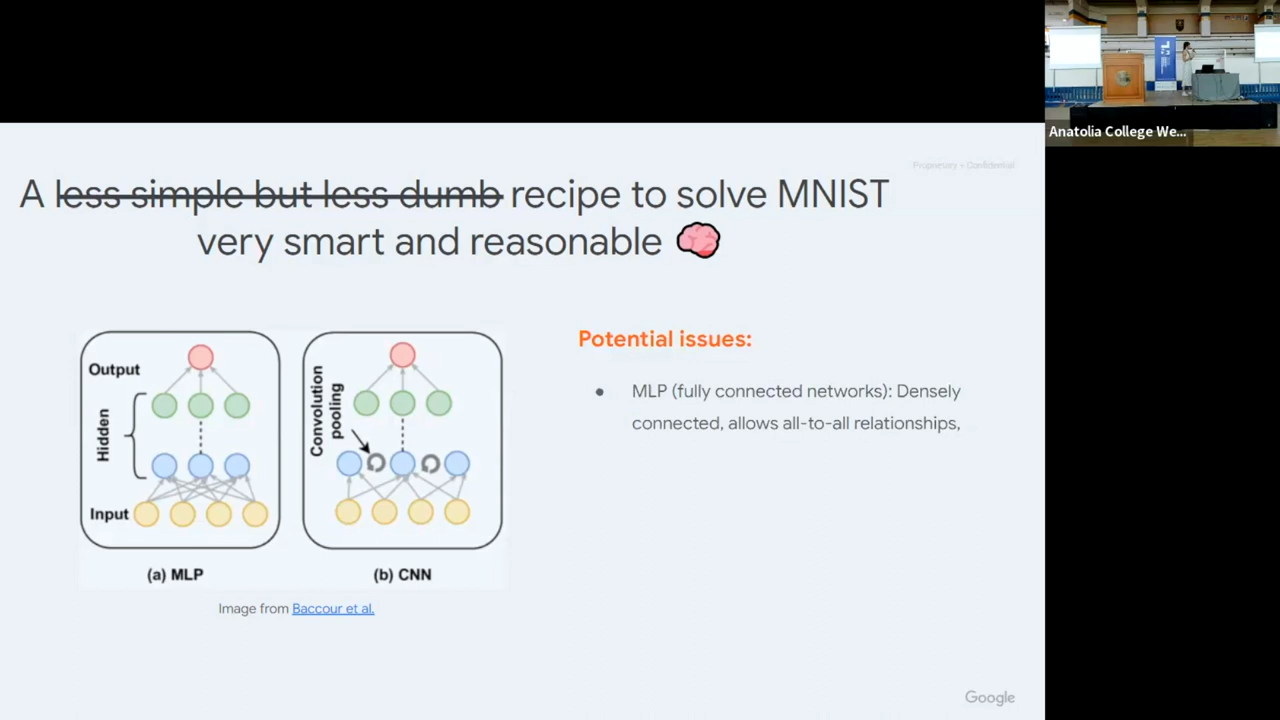 Anatolia College We...
Proprietary + Confidential
A less simple but less dumb recipe to solve MNIST
very smart and reasonable
Potential issues:
● MLP (fully connected networks): Densely
connected, allows all-to-all relationships,
Output
Hidden
Input
(a) MLP
Convolution
pooling
(b) CNN
Image from Baccour et al.
Google